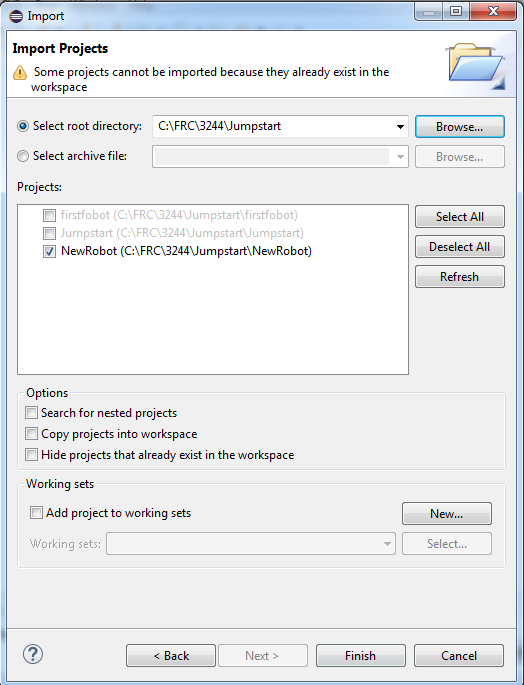 Import
Import Projects
Some projects cannot be imported because they already exist in the
workspace
Select root directory:
C:\FRC\3244\Jumpstart
Browse...
Select archive file:
Browse...
Projects:
firstfobot (C:\FRC\3244\Jumpstart\firstfobot)
Jumpstart (C:\FRC\3244\Jumpstart\Jumpstart)
NewRobot (C:\FRC\3244\Jumpstart\NewRobot)
Select All
Deselect All
Refresh
Options
Search for nested projects
Copy projects into workspace
Hide projects that already exist in the workspace
Working sets
Add project to working sets
New...
Working sets:
Select...
?
< Back
Next >
Finish
Cancel